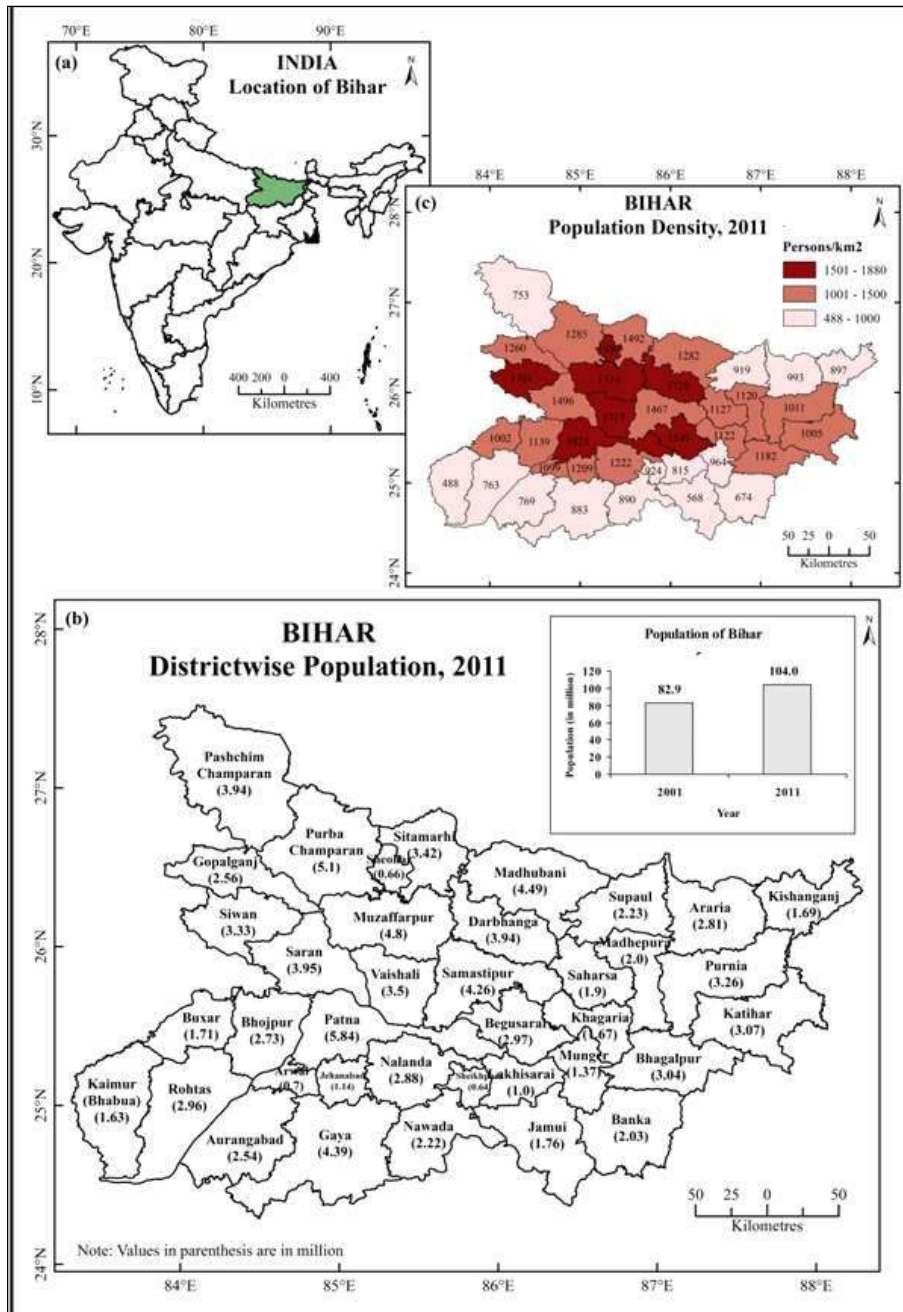 70°E
80°E
90°E
(a)
INDIA
Location of Bihar
N
30°N
20°N
10°N
400 200 0 400
Kilometres
84°E
85°E
86°E
87°E
88°E
28°N
27°N
26°N
25°N
24°N
(c)
BIHAR
Population Density, 2011
N
Persons/km2
1501 - 1880
1001 - 1500
488 - 1000
753
1285
1492
1260
1282
919
993
897
1496
1467
1120
1127
1011
1002
1139
1122
1005
1182
1099
1209
1222
924
815
964
488
763
769
883
890
568
674
50 25 0 50
Kilometres
(b)
BIHAR
Districtwise Population, 2011
N
Population of Bihar
Population (in million)
120
100
80
60
40
20
0
82.9
104.0
2001
2011
Year
28°N
27°N
26°N
25°N
24°N
Pashchim
Champaran
(3.94)
Purba
Champaran
(5.1)
Sitamarhi
(3.42)
(0.66)
Gopalganj
(2.56)
Madhubani
(4.49)
Supaul
(2.23)
Araria
(2.81)
Kishanganj
(1.69)
Siwan
(3.33)
Muzaffarpur
(4.8)
Darbhanga
(3.94)
Madhepura
(2.0)
Saran
(3.95)
Vaishali
(3.5)
Samastipur
(4.26)
Saharsa
(1.9)
Purnia
(3.26)
Buxar
(1.71)
Bhojpur
(2.73)
Patna
(5.84)
Begusarai
(2.97)
Khagaria
(1.67)
Katihar
(3.07)
Kaimur
(Bhabua)
(1.63)
Rohtas
(2.96)
Arwal
(0.7)
Jehanabad
(1.14)
Nalanda
(2.88)
(0.64
Lakhisarai
(1.0)
Munger
(1.37)
Bhagalpur
(3.04)
Aurangabad
(2.54)
Gaya
(4.39)
Nawada
(2.22)
Jamui
(1.76)
Banka
(2.03)
50 25 0 50
Kilometres
Note: Values in parenthesis are in million
84°E
85°E
86°E
87°E
88°E